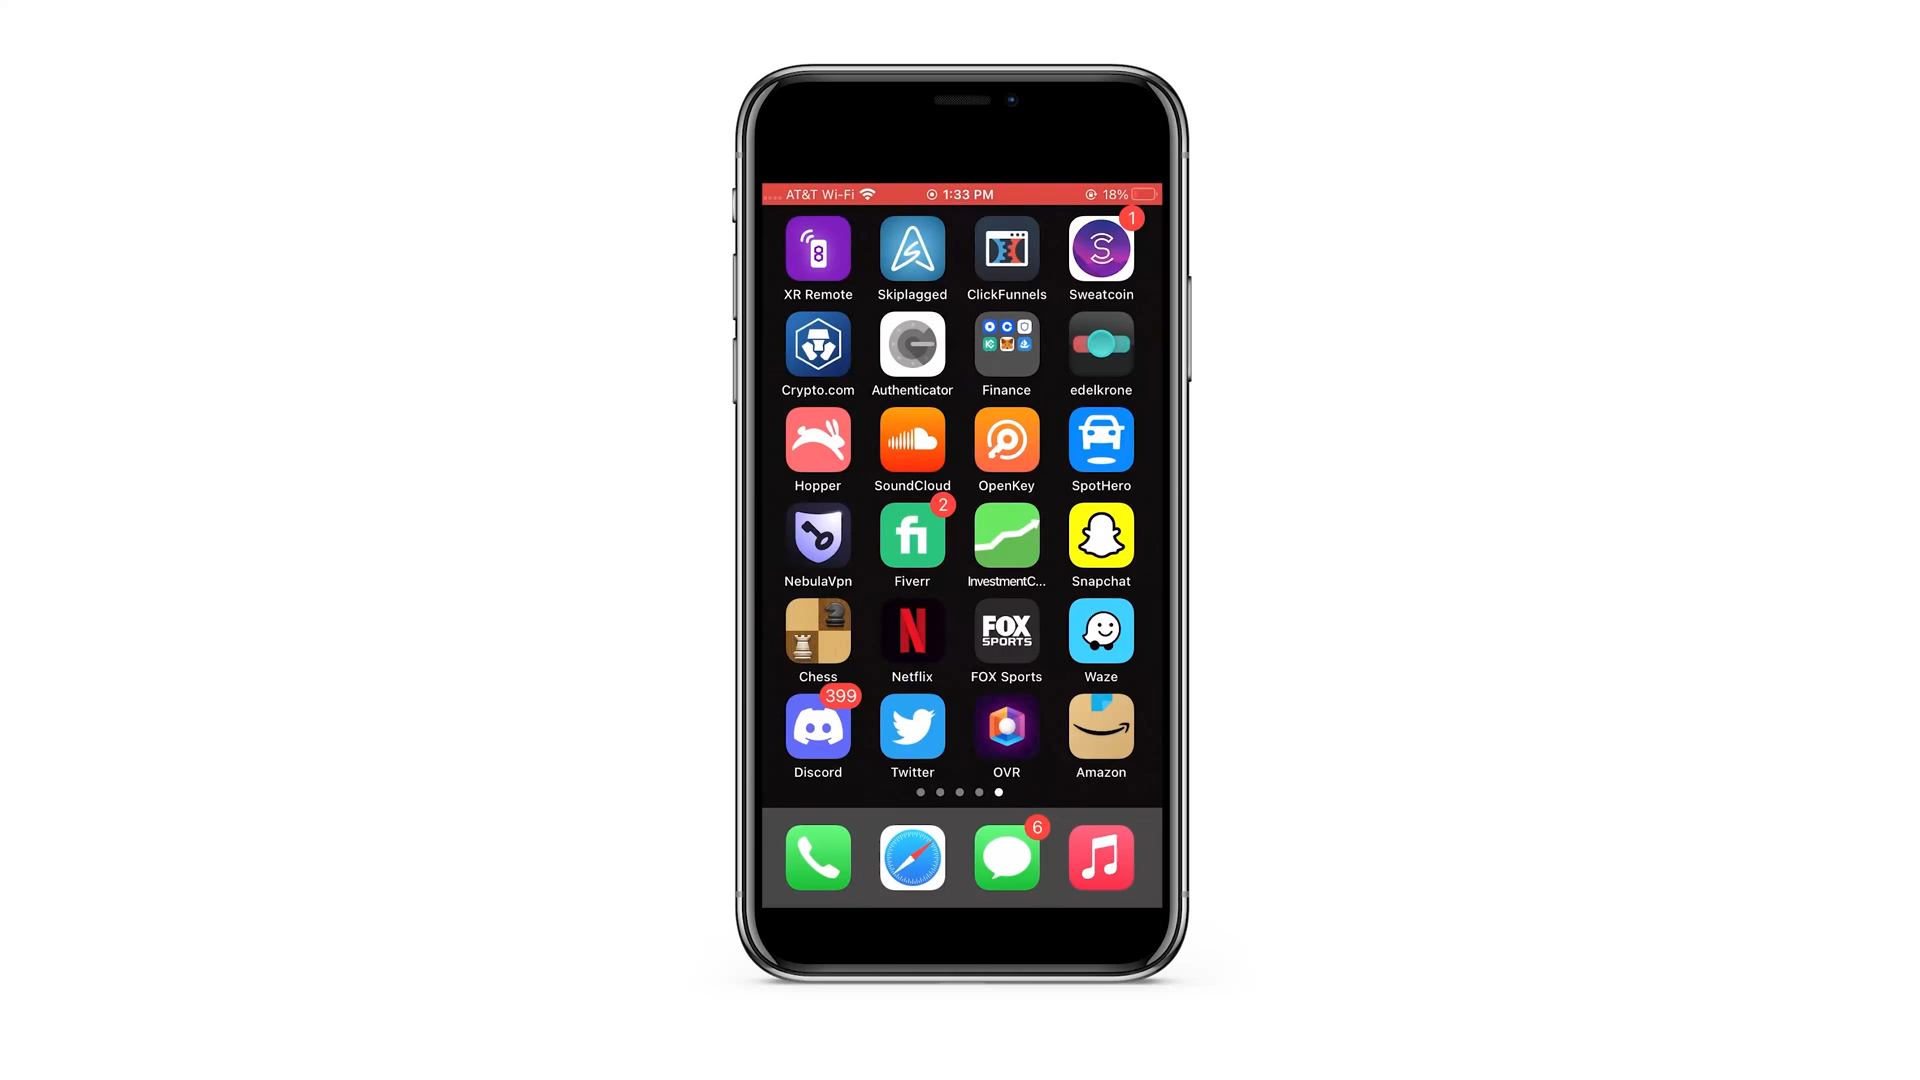 AT&T Wi-Fi 1:33 PM 18%
1
XR Remote Skiplagged ClickFunnels Sweatcoin
Crypto.com Authenticator Finance edelkrone
Hopper SoundCloud OpenKey SpotHero
2
fi
NebulaVpn Fiverr InvestmentC... Snapchat
N FOX
SPORTS
Chess Netflix FOX Sports Waze
399
Discord Twitter OVR Amazon
6